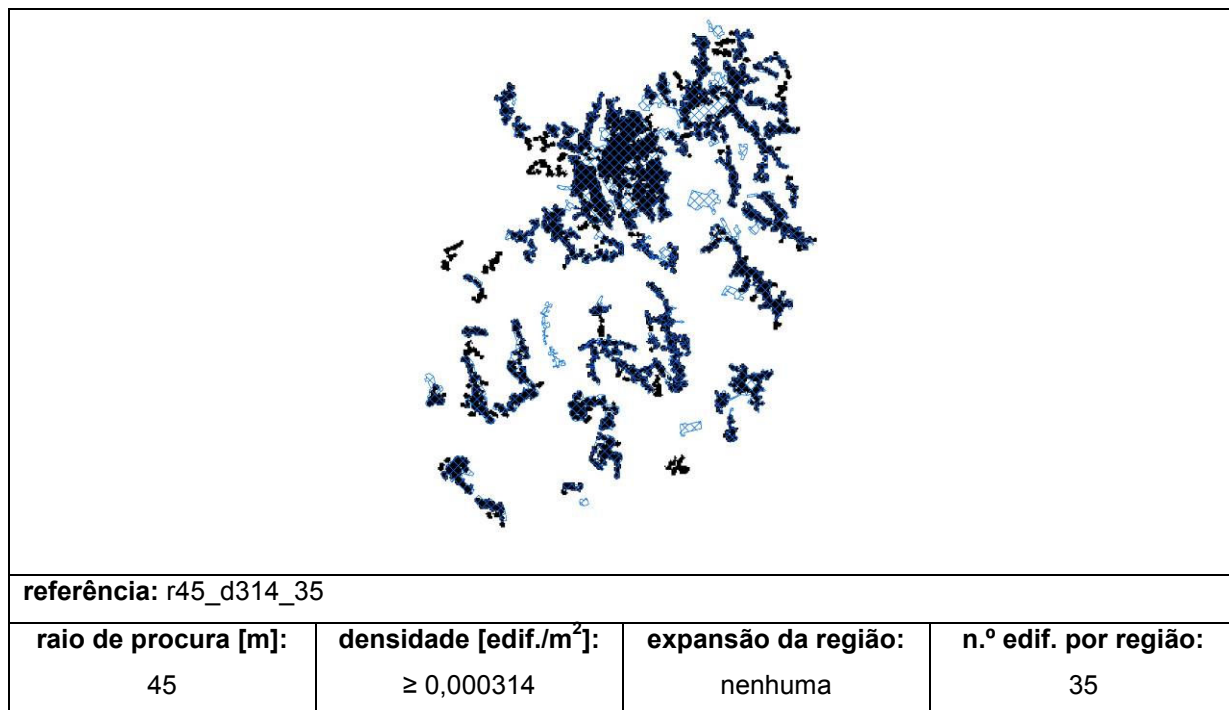 referência: r45_d314_35
raio de procura [m]: densidade [edif./m²]: expansão da região: n.º edif. por região:
45 ≥ 0,000314 nenhuma 35